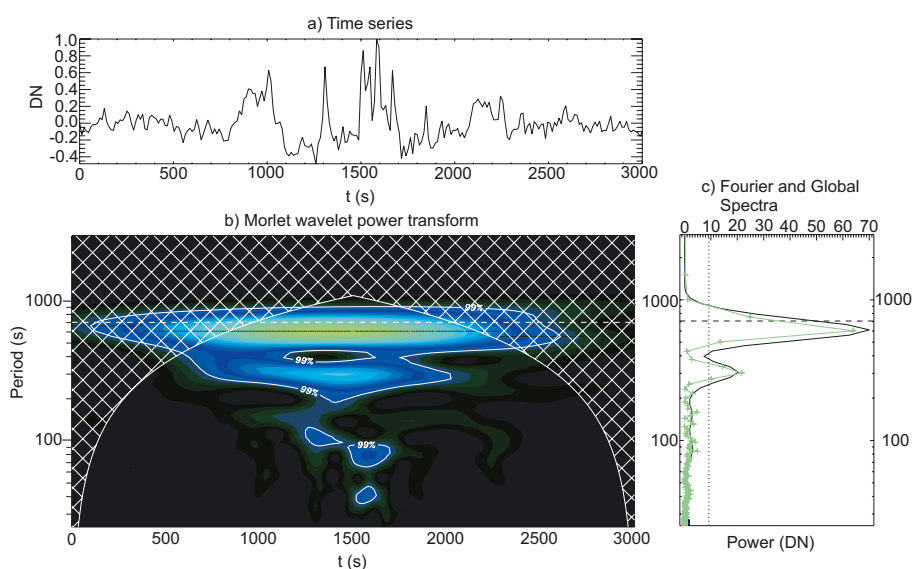 a) Time series
DN
1.0
0.8
0.6
0.4
0.2
0.0
-0.2
-0.4
0 500 1000 1500 2000 2500 3000
t (s)
b) Morlet wavelet power transform
Period (s)
1000
100
99%
99%
99%
99%
0 500 1000 1500 2000 2500 3000
t (s)
c) Fourier and Global
Spectra
0 10 20 30 40 50 60 70
1000 1000
100 100
Power (DN)